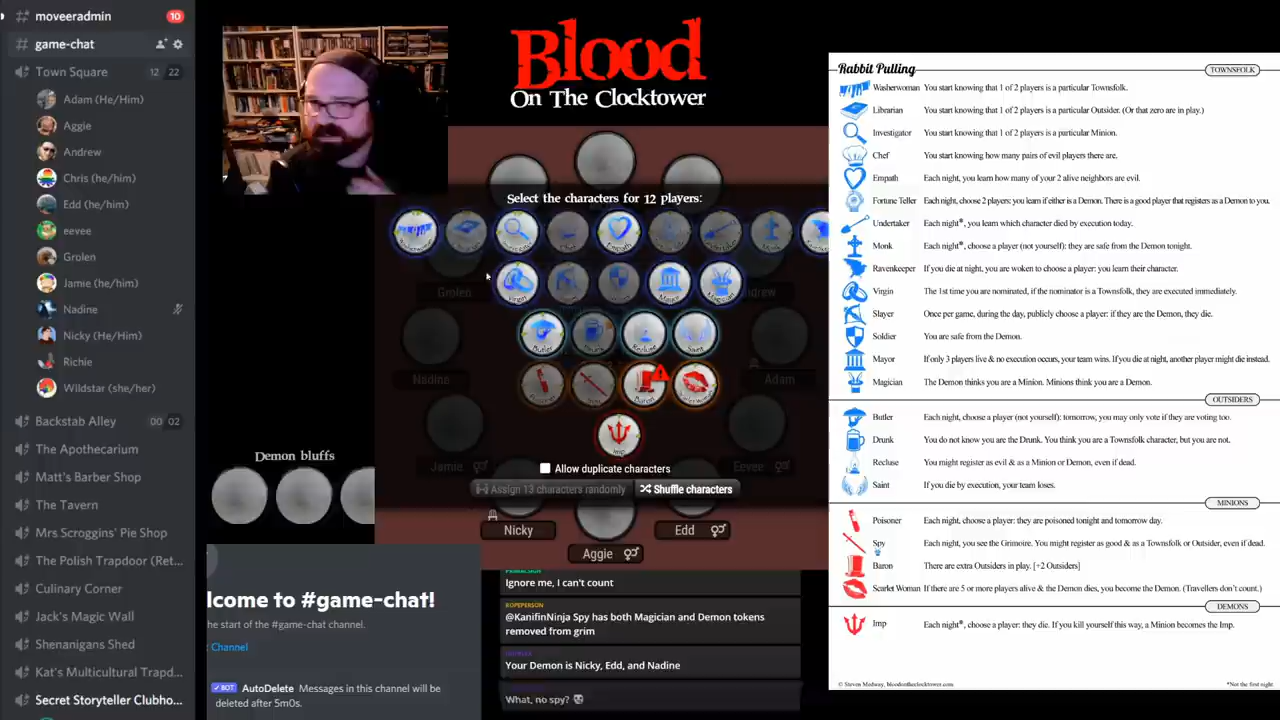 moveeradmin
10
game-chat
Town Square
12 22
Adam (He/Him)
Andrew
Chris (he/him)
Edd (he/him)
eeveé
Grolen
Jame (he/him)
Nadine
Nicky (He/Him)
Richie
Wildstar (she/her)
Backstab Alley
00 02
Secret Storyteller Clubho...
The Tavern
Mrs Scroggins' Pie Shop
The Potion Trandor (Ret...
Culinary Corner
Jack's Magic Wand
Shenanigans Shed
Demon bluffs
lcome to #game-chat!
he start of the #game-chat channel.
Channel
BOT AutoDelete Messages in this channel will be
deleted after 5m0s.
Blood
On The Clocktower
Select the characters for 12 players:
Virgin
Grolen
Nadine
Adam
Jamie
Eevee
Imp
Allow duplicate characters
Assign 13 characters randomly
Shuffle characters
Nicky
Edd
Aggie
Ignore me, I can't count
ROPEPERSON
@KanifinNinja Spy has both Magician and Demon tokens
removed from grim
Your Demon is Nicky, Edd, and Nadine
What, no spy?
Rabbit Pulling
TOWNSFOLK
Washerwoman You start knowing that 1 of 2 players is a particular Townsfolk.
Librarian You start knowing that 1 of 2 players is a particular Outsider. (Or that zero are in play.)
Investigator You start knowing that 1 of 2 players is a particular Minion.
Chef You start knowing how many pairs of evil players there are.
Empath Each night, you learn how many of your 2 alive neighbors are evil.
Fortune Teller Each night, choose 2 players: you learn if either is a Demon. There is a good player that registers as a Demon to you.
Undertaker Each night*, you learn which character died by execution today.
Monk Each night*, choose a player (not yourself): they are safe from the Demon tonight.
Ravenkeeper If you die at night, you are woken to choose a player: you learn their character.
Virgin The 1st time you are nominated, if the nominator is a Townsfolk, they are executed immediately.
Slayer Once per game, during the day, publicly choose a player: if they are the Demon, they die.
Soldier You are safe from the Demon.
Mayor If only 3 players live & no execution occurs, your team wins. If you die at night, another player might die instead.
Magician The Demon thinks you are a Minion. Minions think you are a Demon.
OUTSIDERS
Butler Each night, choose a player (not yourself): tomorrow, you may only vote if they are voting too.
Drunk You do not know you are the Drunk. You think you are a Townsfolk character, but you are not.
Recluse You might register as evil & as a Minion or Demon, even if dead.
Saint If you die by execution, your team loses.
MINIONS
Poisoner Each night, choose a player: they are poisoned tonight and tomorrow day.
Spy Each night, you see the Grimoire. You might register as good & as a Townsfolk or Outsider, even if dead.
Baron There are extra Outsiders in play. [+2 Outsiders]
Scarlet Woman If there are 5 or more players alive & the Demon dies, you become the Demon. (Travellers don't count.)
DEMONS
Imp Each night*, choose a player: they die. If you kill yourself this way, a Minion becomes the Imp.
© Steven Medway, bloodontheclocktower.com
*Not the first night